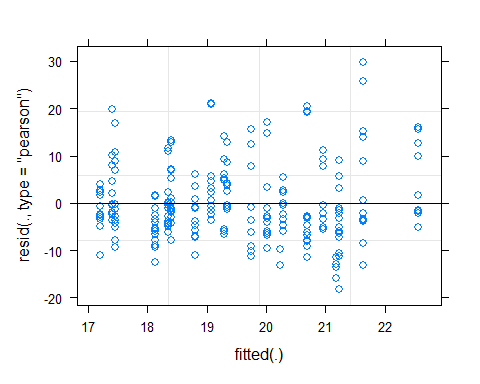 30
20
10
0
-10
-20
resid(., type = "pearson")
17 18 19 20 21 22
fitted(.)